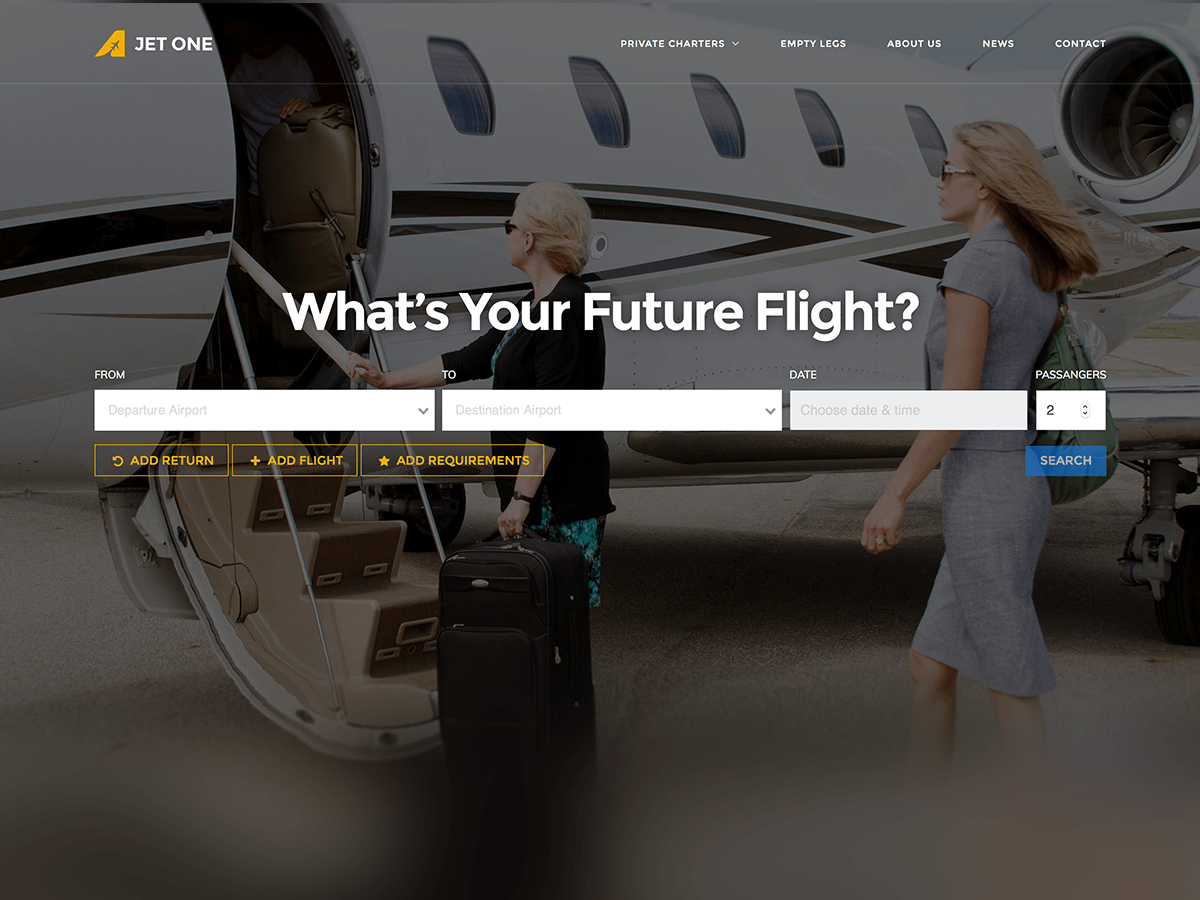 JET ONE
PRIVATE CHARTERS
EMPTY LEGS
ABOUT US
NEWS
CONTACT
What's Your Future Flight?
FROM
TO
DATE
PASSANGERS
Departure Airport
Destination Airport
Choose date & time
2
ADD RETURN
ADD FLIGHT
ADD REQUIREMENTS
SEARCH